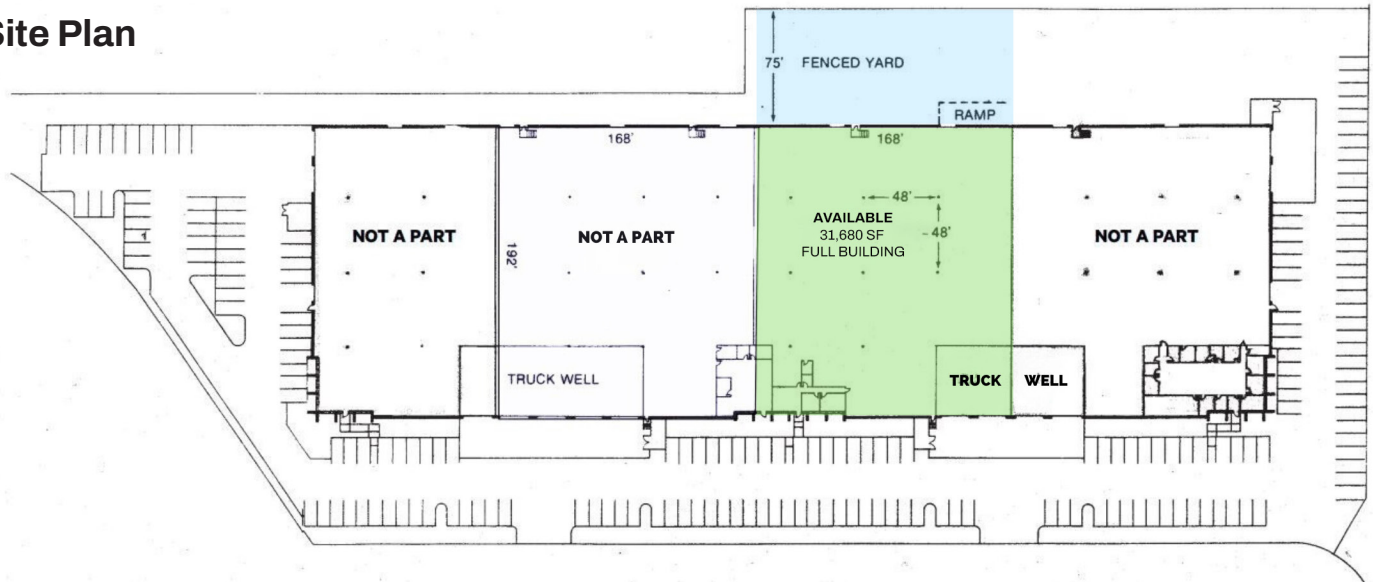 Site Plan
75' FENCED YARD
RAMP
168'
168'
48'
48'
AVAILABLE
31,680 SF
FULL BUILDING
NOT A PART
NOT A PART
NOT A PART
192'
TRUCK WELL
TRUCK WELL